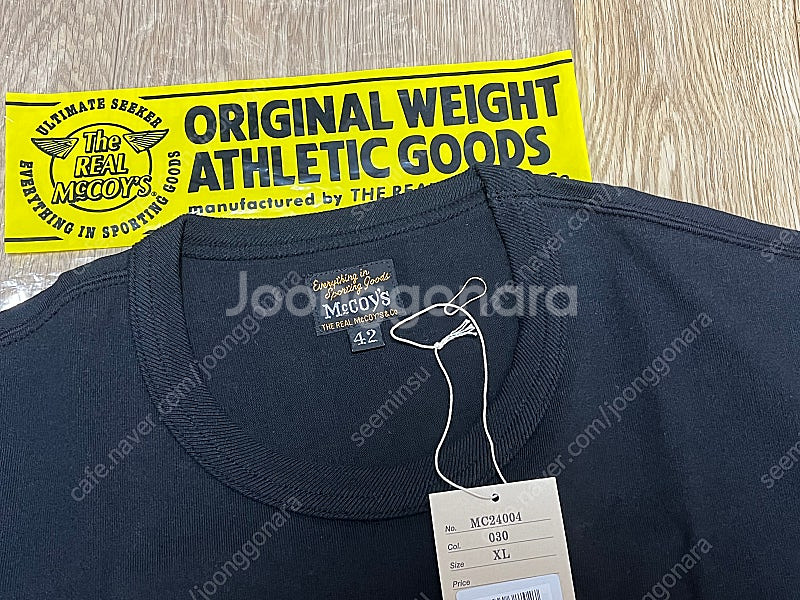 ULTIMATE SEEKER
The
REAL
McCOY'S
EVERYTHING IN SPORTING GOODS
ORIGINAL WEIGHT
ATHLETIC GOODS
manufactured by THE REAL
Co
Everything in
Sporting Goods
McCOY'S
THE REAL McCOY'S & Co
42
Joonggonara
seeminsu
cafe.naver.com/joonggonara
No. MC24004
Col. 030
Size XL
Price